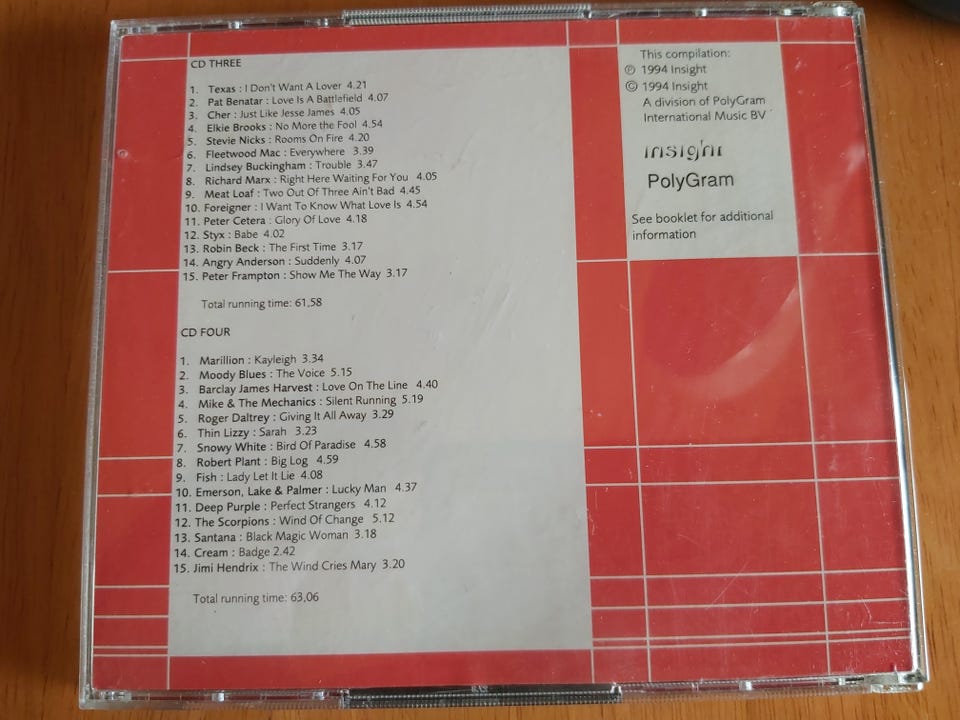 CD THREE
1. Texas : I Don't Want A Lover 4.21
2. Pat Benatar : Love Is A Battlefield 4.07
3. Cher : Just Like Jesse James 4.05
4. Elkie Brooks : No More the Fool 4.54
5. Stevie Nicks : Rooms On Fire 4.20
6. Fleetwood Mac : Everywhere 3.39
7. Lindsey Buckingham : Trouble 3.47
8. Richard Marx : Right Here Waiting For You 4.05
9. Meat Loaf : Two Out Of Three Ain't Bad 4.45
10. Foreigner : I Want To Know What Love Is 4.54
11. Peter Cetera : Glory Of Love 4.18
12. Styx : Babe 4.02
13. Robin Beck : The First Time 3.17
14. Angry Anderson : Suddenly 4.07
15. Peter Frampton : Show Me The Way 3.17
Total running time: 61,58
CD FOUR
1. Marillion : Kayleigh 3.34
2. Moody Blues : The Voice 5.15
3. Barclay James Harvest : Love On The Line 4.40
4. Mike & The Mechanics : Silent Running 5.19
5. Roger Daltrey : Giving It All Away 3.29
6. Thin Lizzy : Sarah 3.23
7. Snowy White : Bird Of Paradise 4.58
8. Robert Plant : Big Log 4.59
9. Fish : Lady Let It Lie 4.08
10. Emerson, Lake & Palmer : Lucky Man 4.37
11. Deep Purple : Perfect Strangers 4.12
12. The Scorpions : Wind Of Change 5.12
13. Santana : Black Magic Woman 3.18
14. Cream : Badge 2.42
15. Jimi Hendrix : The Wind Cries Mary 3.20
Total running time: 63,06
This compilation:
℗ 1994 Insight
© 1994 Insight
A division of PolyGram
International Music BV
insight
PolyGram
See booklet for additional
information